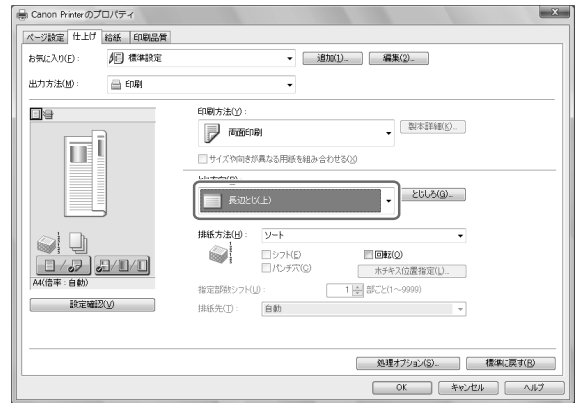 Canon Printer のプロパティ
ページ設定 仕上げ 給紙 印刷品質
お気に入り(F): 標準設定 追加(1)... 編集(2)...
出力方法(M): 印刷
印刷方法(Y):
両面印刷 製本詳細(K)...
サイズや向きが異なる用紙を組み合わせる(X)
長辺とじ(上) とじしろ(G)...
排紙方法(H): ソート
シフト(E) 回転(O)
パンチ穴(C) ホチキス(位置指定)(L)...
A4(倍率:自動)
設定確認(V)
指定部数シフト(U): 1 部ごと(1~9999)
排紙先(T): 自動
処理オプション(S)... 標準に戻す(R)
OK キャンセル ヘルプ